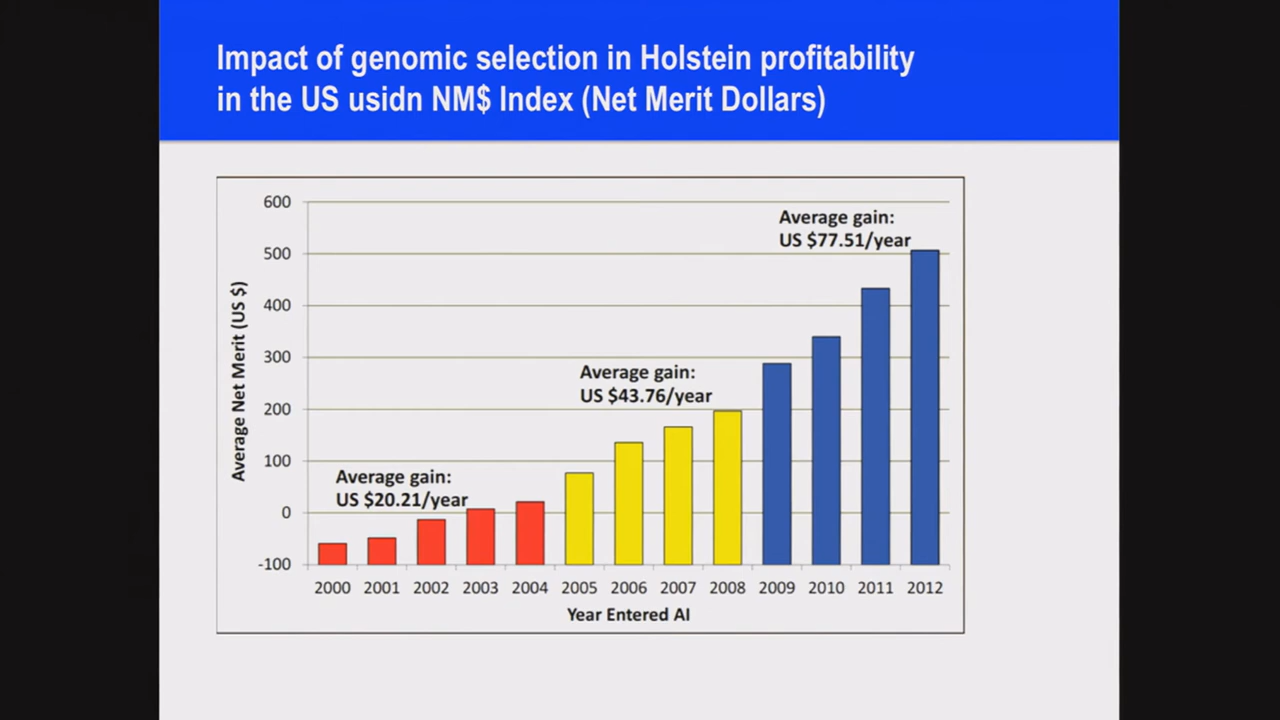 Impact of genomic selection in Holstein profitability
in the US usidn NM$ Index (Net Merit Dollars)
Average Net Merit (US $)
600
500
400
300
200
100
0
-100
Average gain:
US $77.51/year
Average gain:
US $43.76/year
Average gain:
US $20.21/year
2000 2001 2002 2003 2004 2005 2006 2007 2008 2009 2010 2011 2012
Year Entered AI